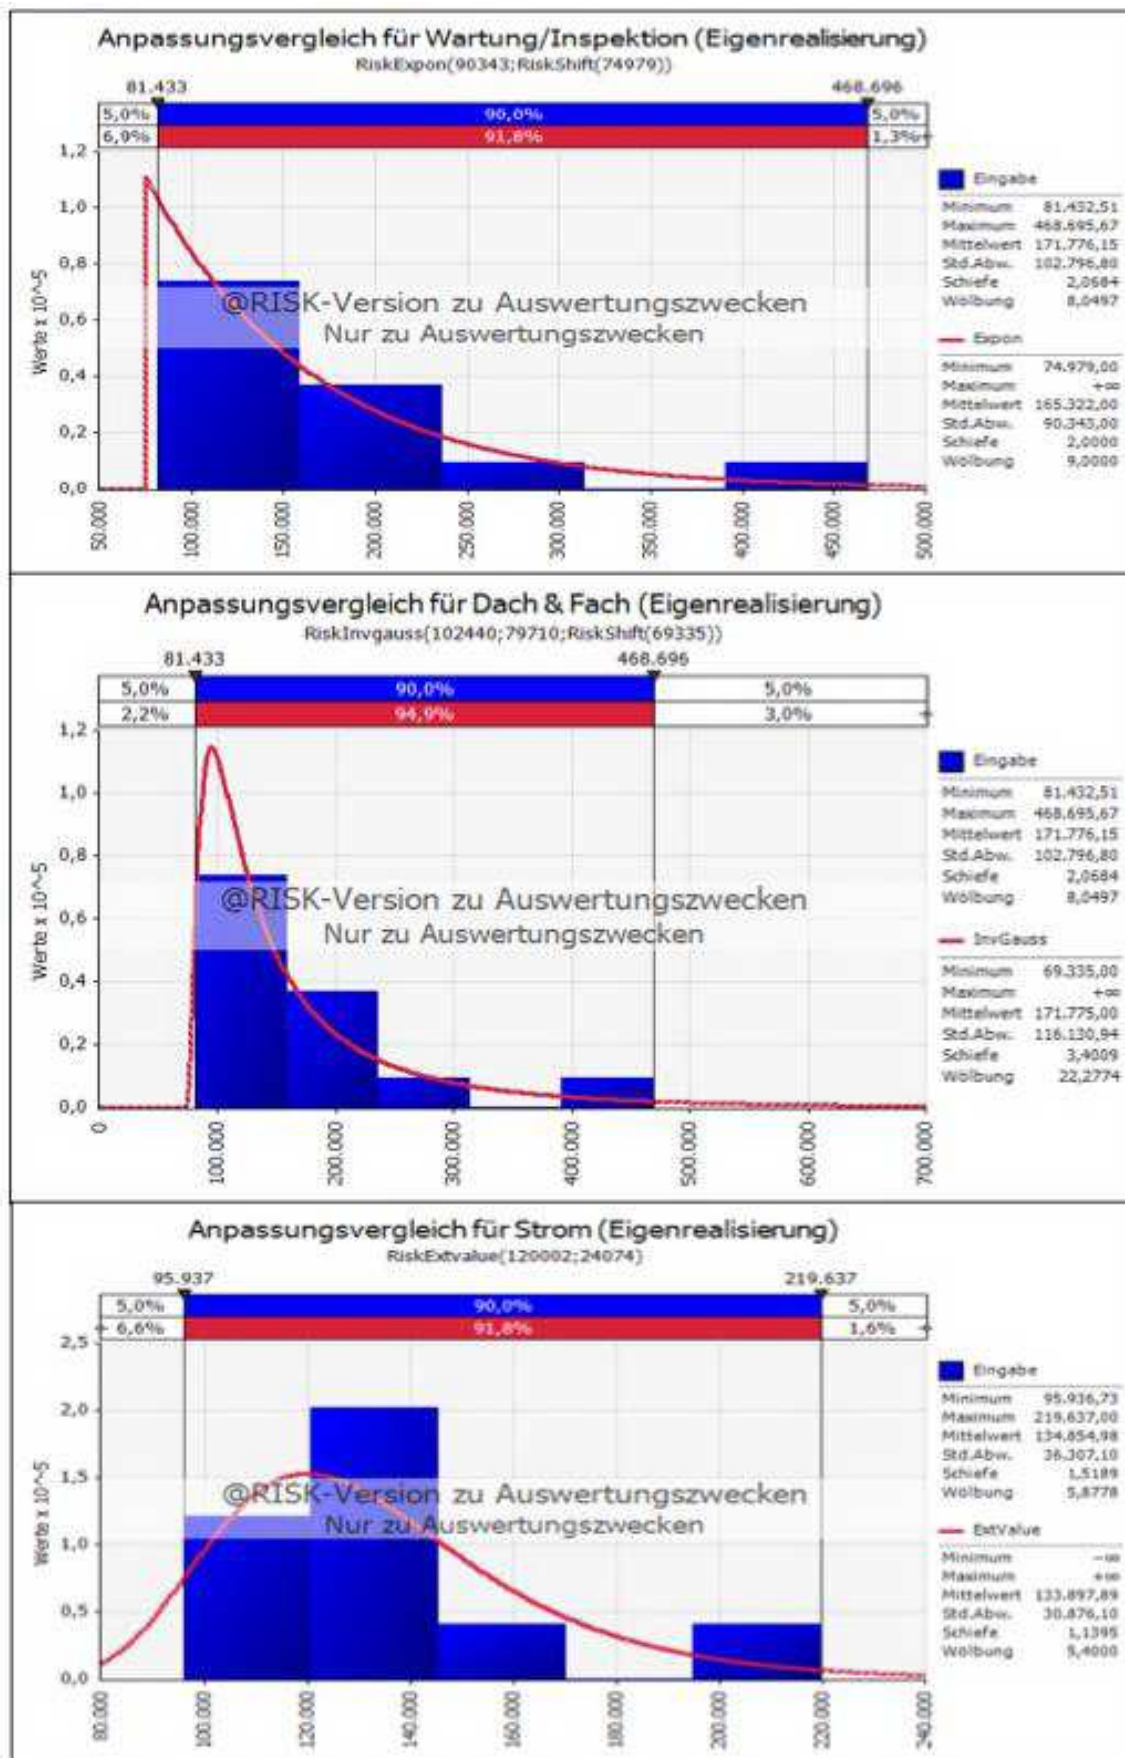 Anpassungsvergleich für Wartung/Inspektion (Eigenrealisierung)
RiskExpon(90343;RiskShift(74979))
81.433 468.696
5,0% 90,0% 5,0%
6,9% 91,8% 1,3%
1,2
1,0
0,8
0,6
0,4
0,2
0,0
Werte x 10^-5
@RISK-Version zu Auswertungszwecken
Nur zu Auswertungszwecken
50.000 100.000 150.000 200.000 250.000 300.000 350.000 400.000 450.000 500.000
Eingabe
Minimum 81.432,51
Maximum 468.695,67
Mittelwert 171.776,15
Std.Abw. 102.796,80
Schiefe 2,0684
Wölbung 8,0497
Expon
Minimum 74.979,00
Maximum +∞
Mittelwert 165.322,00
Std.Abw. 90.343,00
Schiefe 2,0000
Wölbung 9,0000
Anpassungsvergleich für Dach & Fach (Eigenrealisierung)
RiskInvgauss(102440;79710;RiskShift(69335))
81.433 468.696
5,0% 90,0% 5,0%
2,2% 94,9% 3,0%
1,2
1,0
0,8
0,6
0,4
0,2
0,0
Werte x 10^-5
@RISK-Version zu Auswertungszwecken
Nur zu Auswertungszwecken
0 100.000 200.000 300.000 400.000 500.000 600.000 700.000
Eingabe
Minimum 81.432,51
Maximum 468.695,67
Mittelwert 171.776,15
Std.Abw. 102.796,80
Schiefe 2,0684
Wölbung 8,0497
InvGauss
Minimum 69.335,00
Maximum +∞
Mittelwert 171.775,00
Std.Abw. 116.130,94
Schiefe 3,4009
Wölbung 22,2774
Anpassungsvergleich für Strom (Eigenrealisierung)
RiskExtvalue(120002;24074)
95.937 219.637
5,0% 90,0% 5,0%
6,6% 91,8% 1,6%
2,5
2,0
1,5
1,0
0,5
0,0
Werte x 10^-5
@RISK-Version zu Auswertungszwecken
Nur zu Auswertungszwecken
80.000 100.000 120.000 140.000 160.000 180.000 200.000 220.000 240.000
Eingabe
Minimum 95.936,73
Maximum 219.637,00
Mittelwert 134.854,98
Std.Abw. 36.307,10
Schiefe 1,5189
Wölbung 5,8778
ExtValue
Minimum -∞
Maximum +∞
Mittelwert 133.897,89
Std.Abw. 30.876,10
Schiefe 1,1395
Wölbung 5,4000